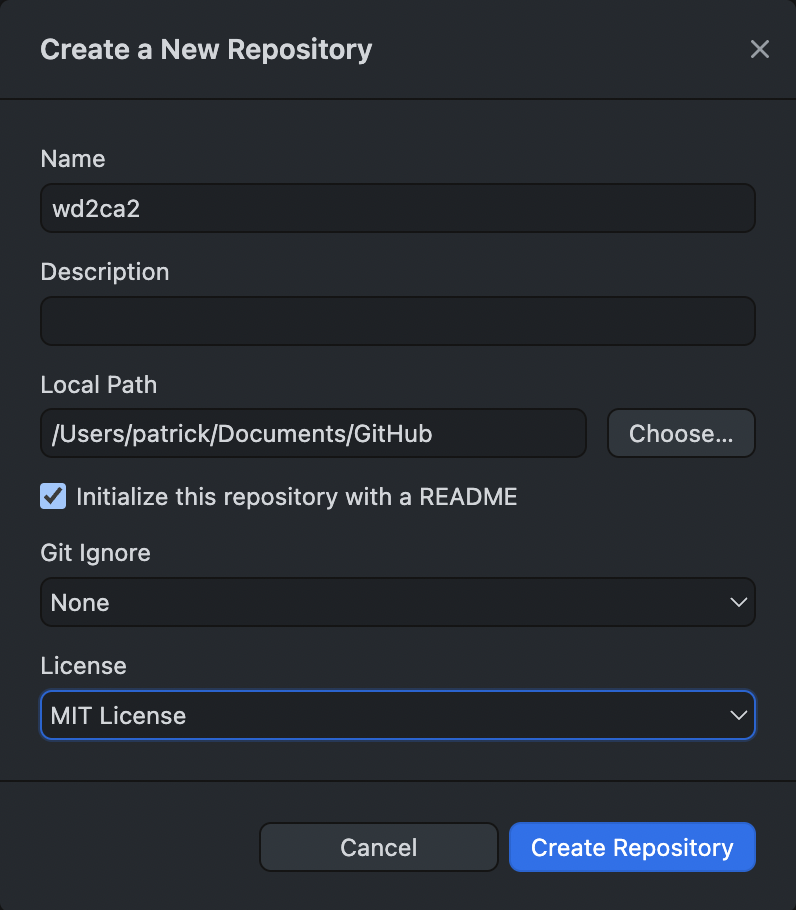 Create a New Repository
Name
wd2ca2
Description
Local Path
/Users/patrick/Documents/GitHub
Choose...
Initialize this repository with a README
Git Ignore
None
License
MIT License
Cancel
Create Repository